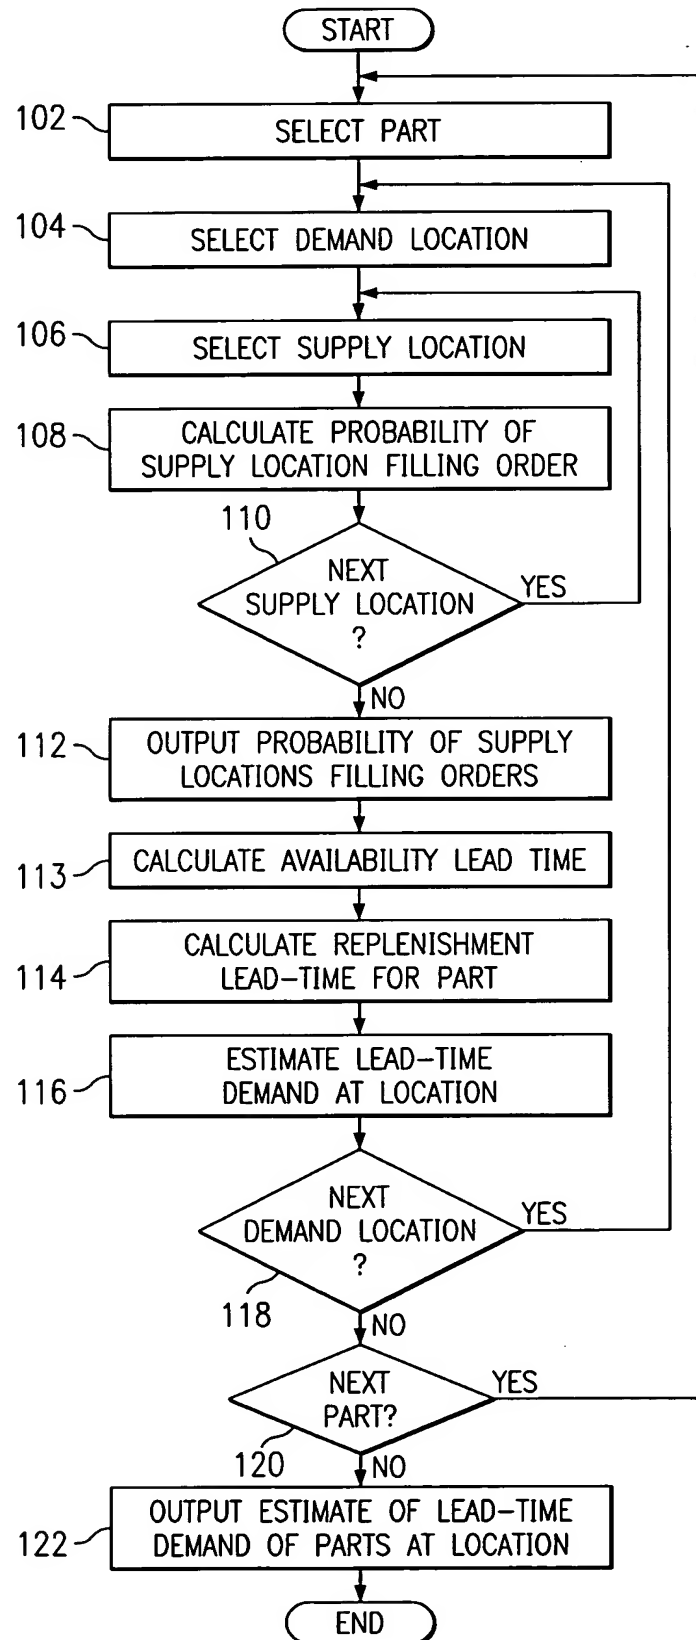 START
102
SELECT PART
104
SELECT DEMAND LOCATION
106
SELECT SUPPLY LOCATION
108
CALCULATE PROBABILITY OF
SUPPLY LOCATION FILLING ORDER
110
NEXT
SUPPLY LOCATION
?
YES
NO
112
OUTPUT PROBABILITY OF SUPPLY
LOCATIONS FILLING ORDERS
113
CALCULATE AVAILABILITY LEAD TIME
114
CALCULATE REPLENISHMENT
LEAD-TIME FOR PART
116
ESTIMATE LEAD-TIME
DEMAND AT LOCATION
NEXT
DEMAND LOCATION
?
YES
118
NO
NEXT
PART?
YES
120
NO
122
OUTPUT ESTIMATE OF LEAD-TIME
DEMAND OF PARTS AT LOCATION
END